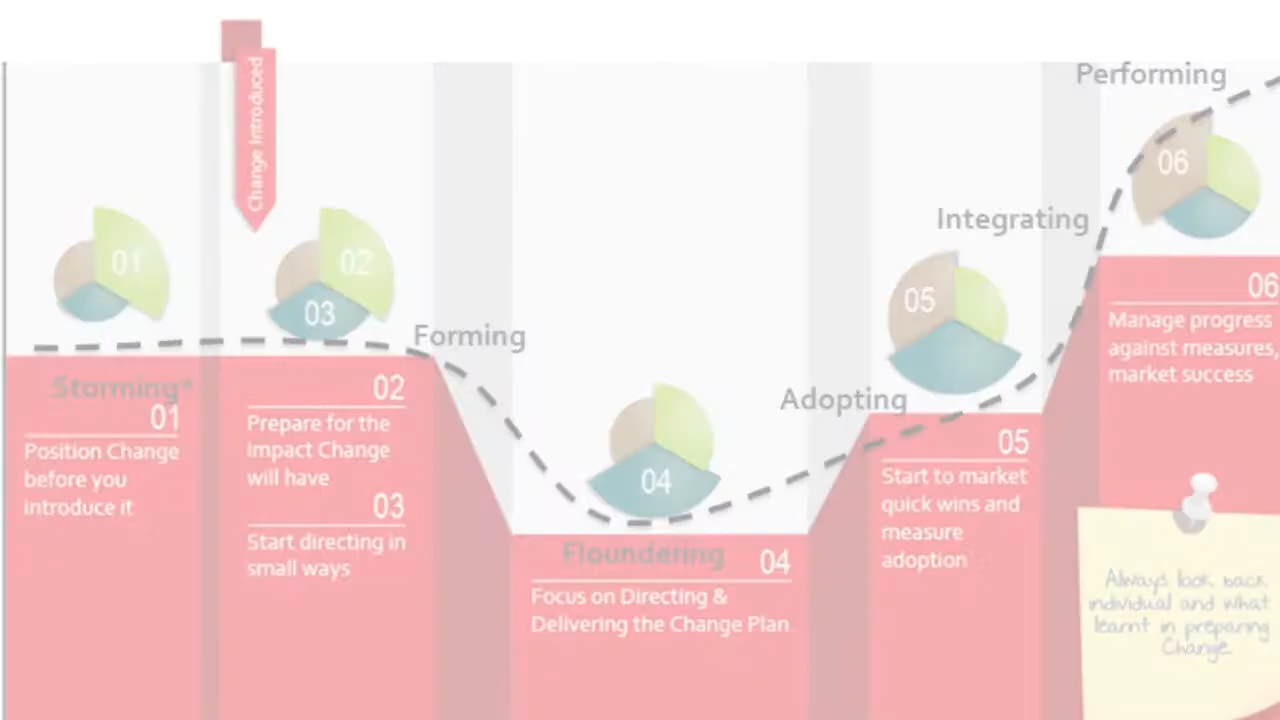 Performing
Change Introduced
06
Integrating
01
02
03
05
Forming
Adopting
Storming*
01
Position Change
before you
introduce it
02
Prepare for the
Impact Change
will have
03
Start directing in
small ways
04
Floundering
04
Focus on Directing &
Delivering the Change Plan
05
Start to market
quick wins and
measure
adoption
06
Manage progress
against measures,
market success
Always look back
individual and what
learnt in preparing
Change